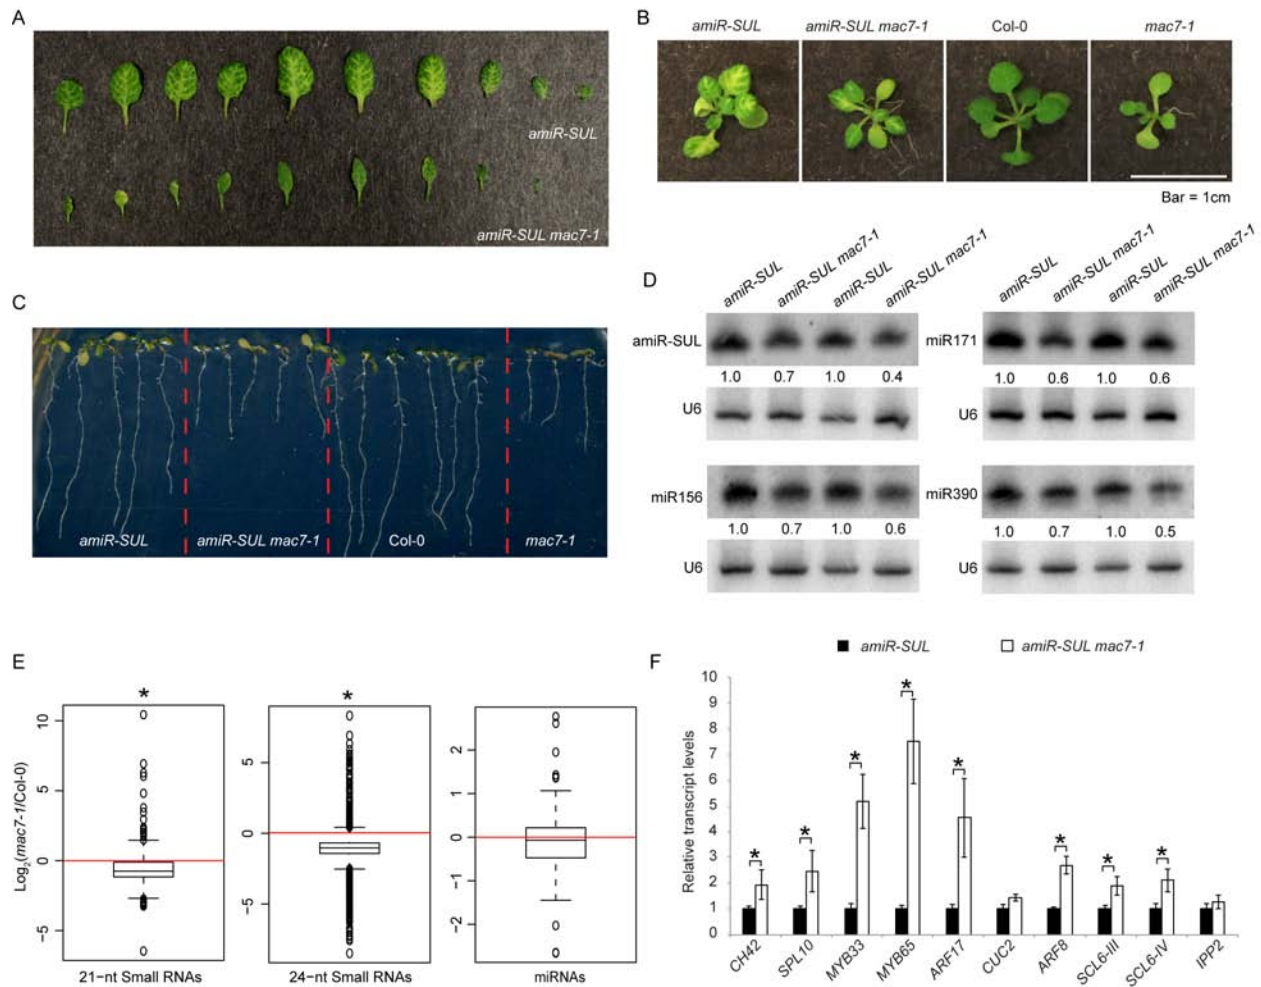 A
amiR-SUL
amiR-SUL mac7-1
B
amiR-SUL
amiR-SUL mac7-1
Col-0
mac7-1
Bar = 1cm
C
amiR-SUL
amiR-SUL mac7-1
Col-0
mac7-1
D
amiR-SUL
amiR-SUL mac7-1
amiR-SUL
amiR-SUL mac7-1
amiR-SUL
1.0 0.7 1.0 0.4
U6
miR156
1.0 0.7 1.0 0.6
U6
amiR-SUL
amiR-SUL mac7-1
amiR-SUL
amiR-SUL mac7-1
miR171
1.0 0.6 1.0 0.6
U6
miR390
1.0 0.7 1.0 0.5
U6
E
Log2(mac7-1/Col-0)
*
10
5
0
−5
21−nt Small RNAs
*
5
0
−5
24−nt Small RNAs
2
1
0
−1
−2
miRNAs
F
amiR-SUL
amiR-SUL mac7-1
Relative transcript levels
10
9
8
7
6
5
4
3
2
1
0
* * * * * * * *
CH42
SPL10
MYB33
MYB65
ARF17
CUC2
ARF8
SCL6-III
SCL6-IV
IPP2